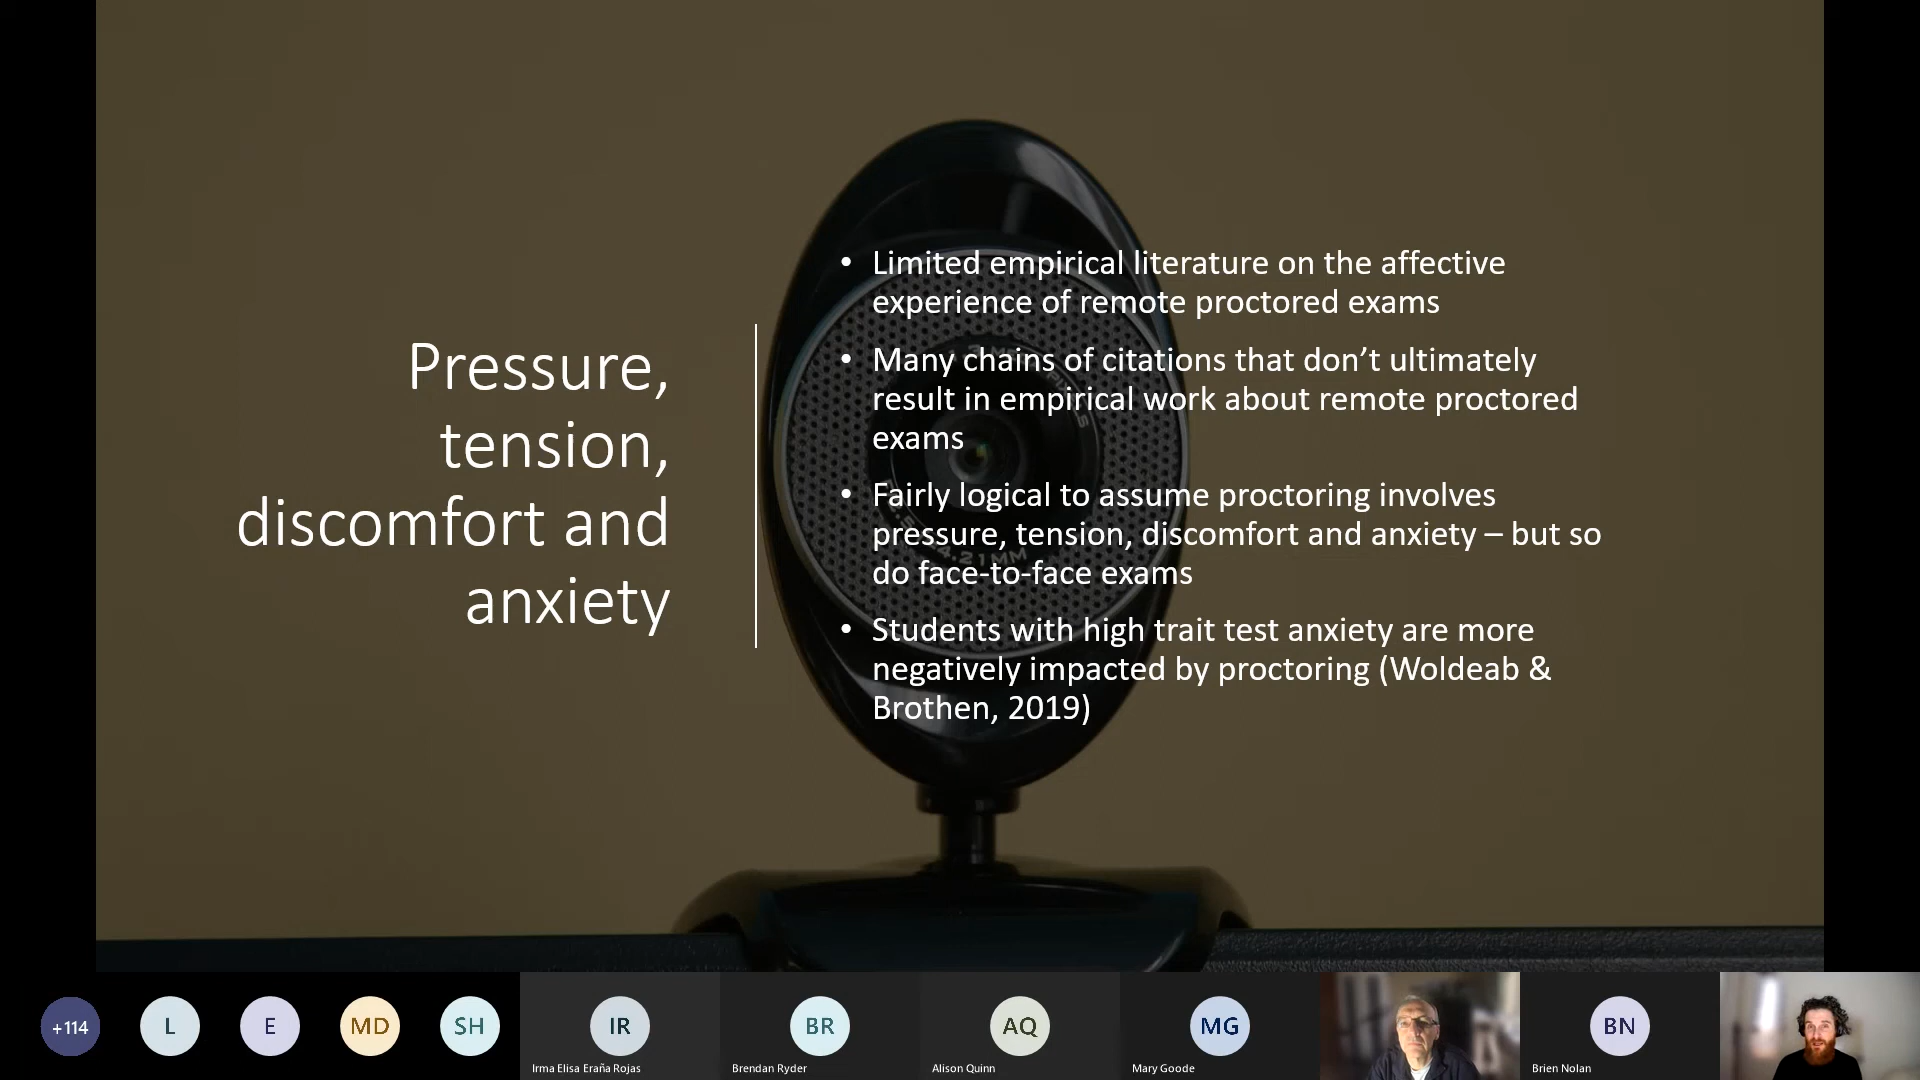 Pressure,
tension,
discomfort and
anxiety
• Limited empirical literature on the affective
experience of remote proctored exams
• Many chains of citations that don’t ultimately
result in empirical work about remote proctored
exams
• Fairly logical to assume proctoring involves
pressure, tension, discomfort and anxiety – but so
do face-to-face exams
• Students with high trait test anxiety are more
negatively impacted by proctoring (Woldeab &
Brothen, 2019)
+114
L
E
MD
SH
IR
Irma Elisa Eraña Rojas
BR
Brendan Ryder
AQ
Alison Quinn
MG
Mary Goode
BN
Brien Nolan